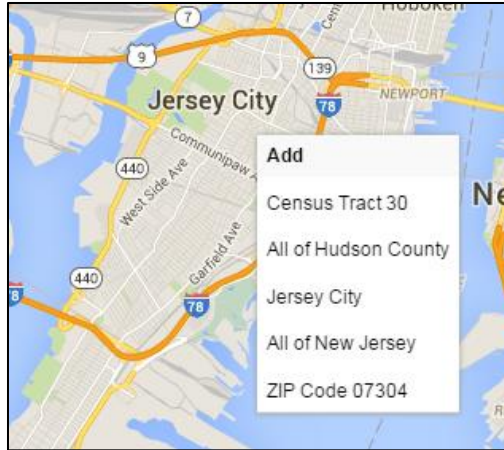 Hoboken
7
9
139
Jersey City
78
NEWPORT
Communipaw
Add
440
Census Tract 30
West Side Ave
Ne
All of Hudson County
Garfield Ave
440
Jersey City
78
78
All of New Jersey
ZIP Code 07304